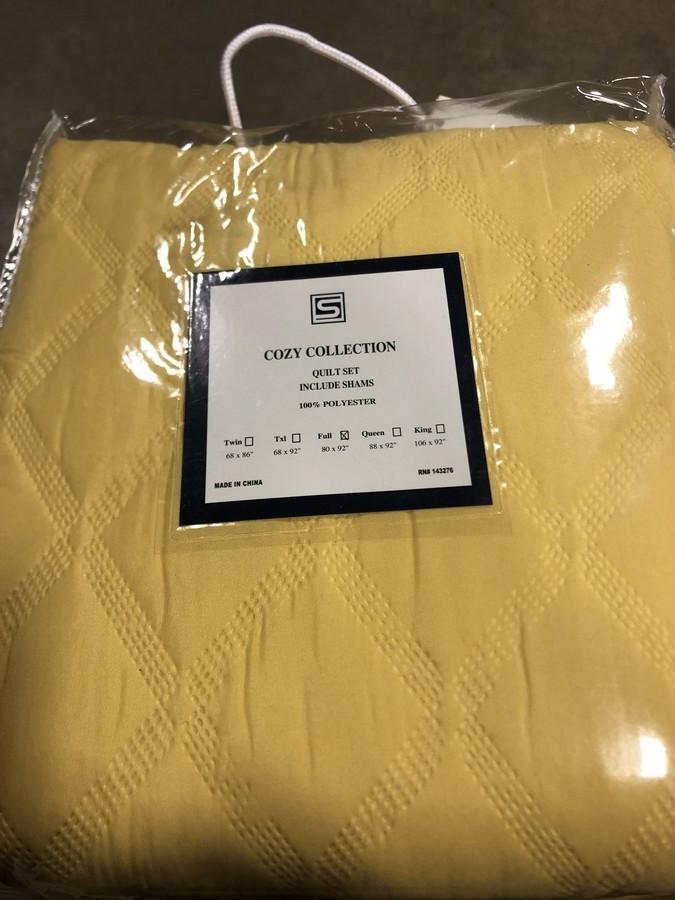 S
COZY COLLECTION
QUILT SET
INCLUDE SHAMS
100% POLYESTER
Twin ☐ Txl ☐ Full ☒ Queen ☐ King ☐
68 x 86" 68 x 92" 80 x 92" 88 x 92" 106 x 92"
MADE IN CHINA RN# 143276